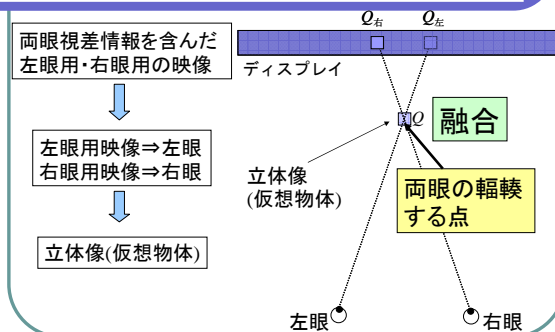 両眼視差情報を含んだ
左眼用・右眼用の映像
左眼用映像⇒左眼
右眼用映像⇒右眼
立体像(仮想物体)
Q右
Q左
ディスプレイ
Q
融合
立体像
(仮想物体)
両眼の輻輳
する点
左眼
右眼